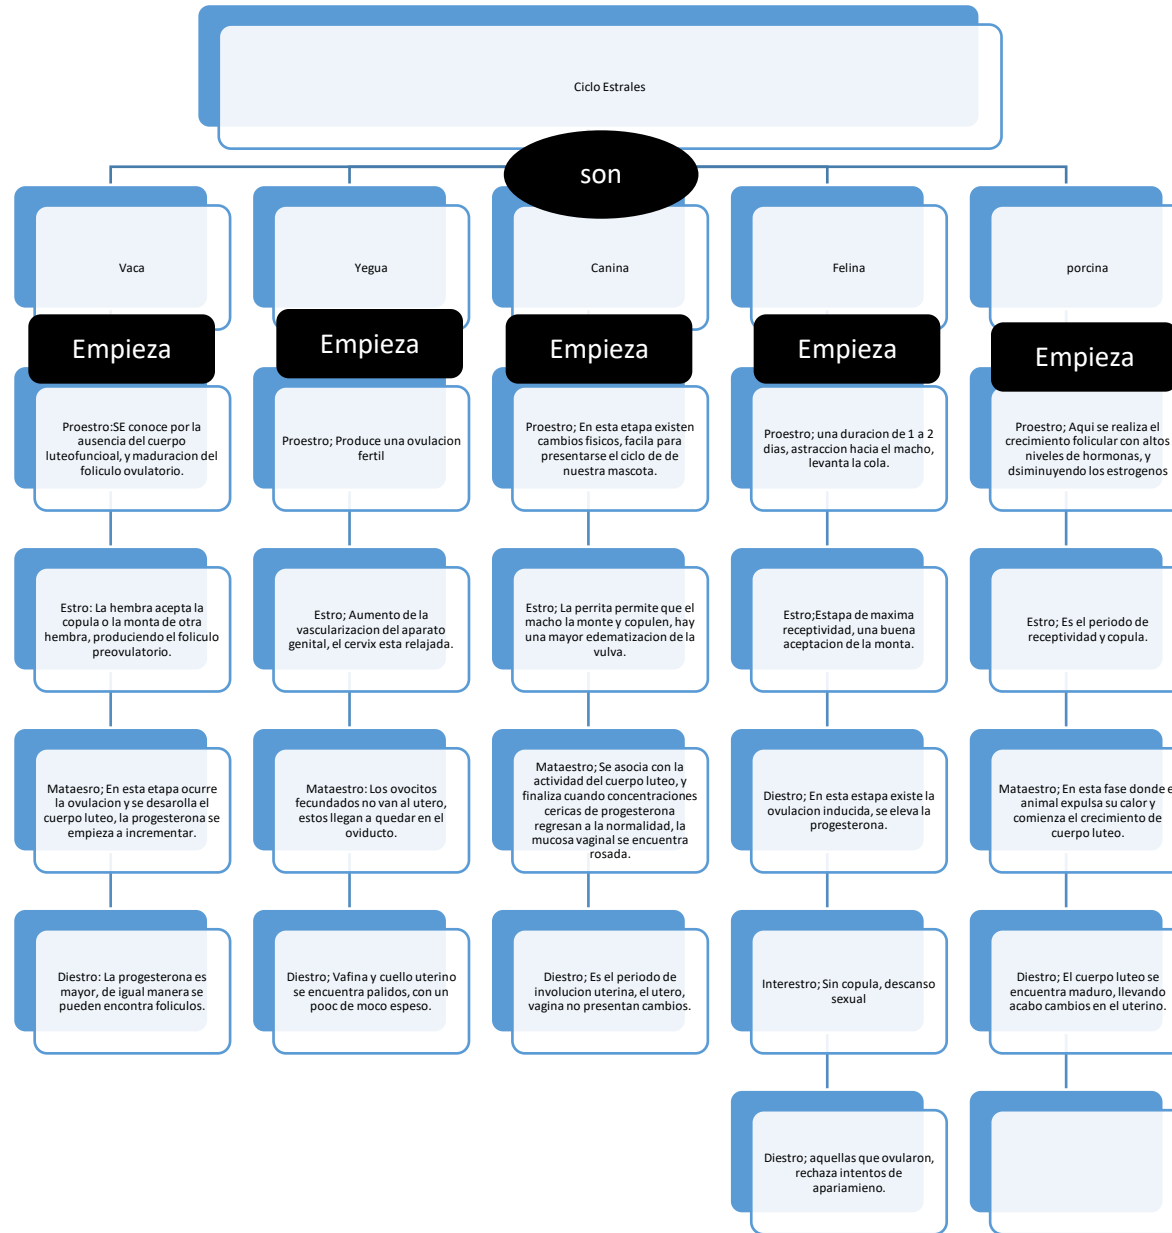 Ciclo Estrales
son
Vaca
Empieza
Proestro:SE conoce por la
ausencia del cuerpo
luteofuncioal, y maduracion del
foliculo ovulatorio.
Estro: La hembra acepta la
copula o la monta de otra
hembra, produciendo el foliculo
preovulatorio.
Mataesro; En esta etapa ocurre
la ovulacion y se desarolla el
cuerpo luteo, la progesterona se
empieza a incrementar.
Diestro: La progesterona es
mayor, de igual manera se
pueden encontra foliculos.
Yegua
Empieza
Proestro; Produce una ovulacion
fertil
Estro; Aumento de la
vascularizacion del aparato
genital, el cervix esta relajada.
Mataestro: Los ovocitos
fecundados no van al utero,
estos llegan a quedar en el
oviducto.
Diestro; Vafina y cuello uterino
se encuentra palidos, con un
pooc de moco espeso.
Canina
Empieza
Proestro; En esta etapa existen
cambios fisicos, facila para
presentarse el ciclo de de
nuestra mascota.
Estro; La perrita permite que el
macho la monte y copulen, hay
una mayor edematizacion de la
vulva.
Mataestro; Se asocia con la
actividad del cuerpo luteo, y
finaliza cuando concentraciones
cericas de progesterona
regresan a la normalidad, la
mucosa vaginal se encuentra
rosada.
Diestro; Es el periodo de
involucion uterina, el utero,
vagina no presentan cambios.
Felina
Empieza
Proestro; una duracion de 1 a 2
dias, astraccion hacia el macho,
levanta la cola.
Estro;Estapa de maxima
receptividad, una buena
aceptacion de la monta.
Diestro; En esta estapa existe la
ovulacion inducida, se eleva la
progesterona.
Interestro; Sin copula, descanso
sexual
Diestro; aquellas que ovularon,
rechaza intentos de
apariamieno.
porcina
Empieza
Proestro; Aqui se realiza el
crecimiento folicular con altos
niveles de hormonas, y
dsiminuyendo los estrogenos
Estro; Es el periodo de
receptividad y copula.
Mataestro; En esta fase donde
animal expulsa su calor y
comienza el crecimiento de
cuerpo luteo.
Diestro; El cuerpo luteo se
encuentra maduro, llevando
acabo cambios en el uterino.